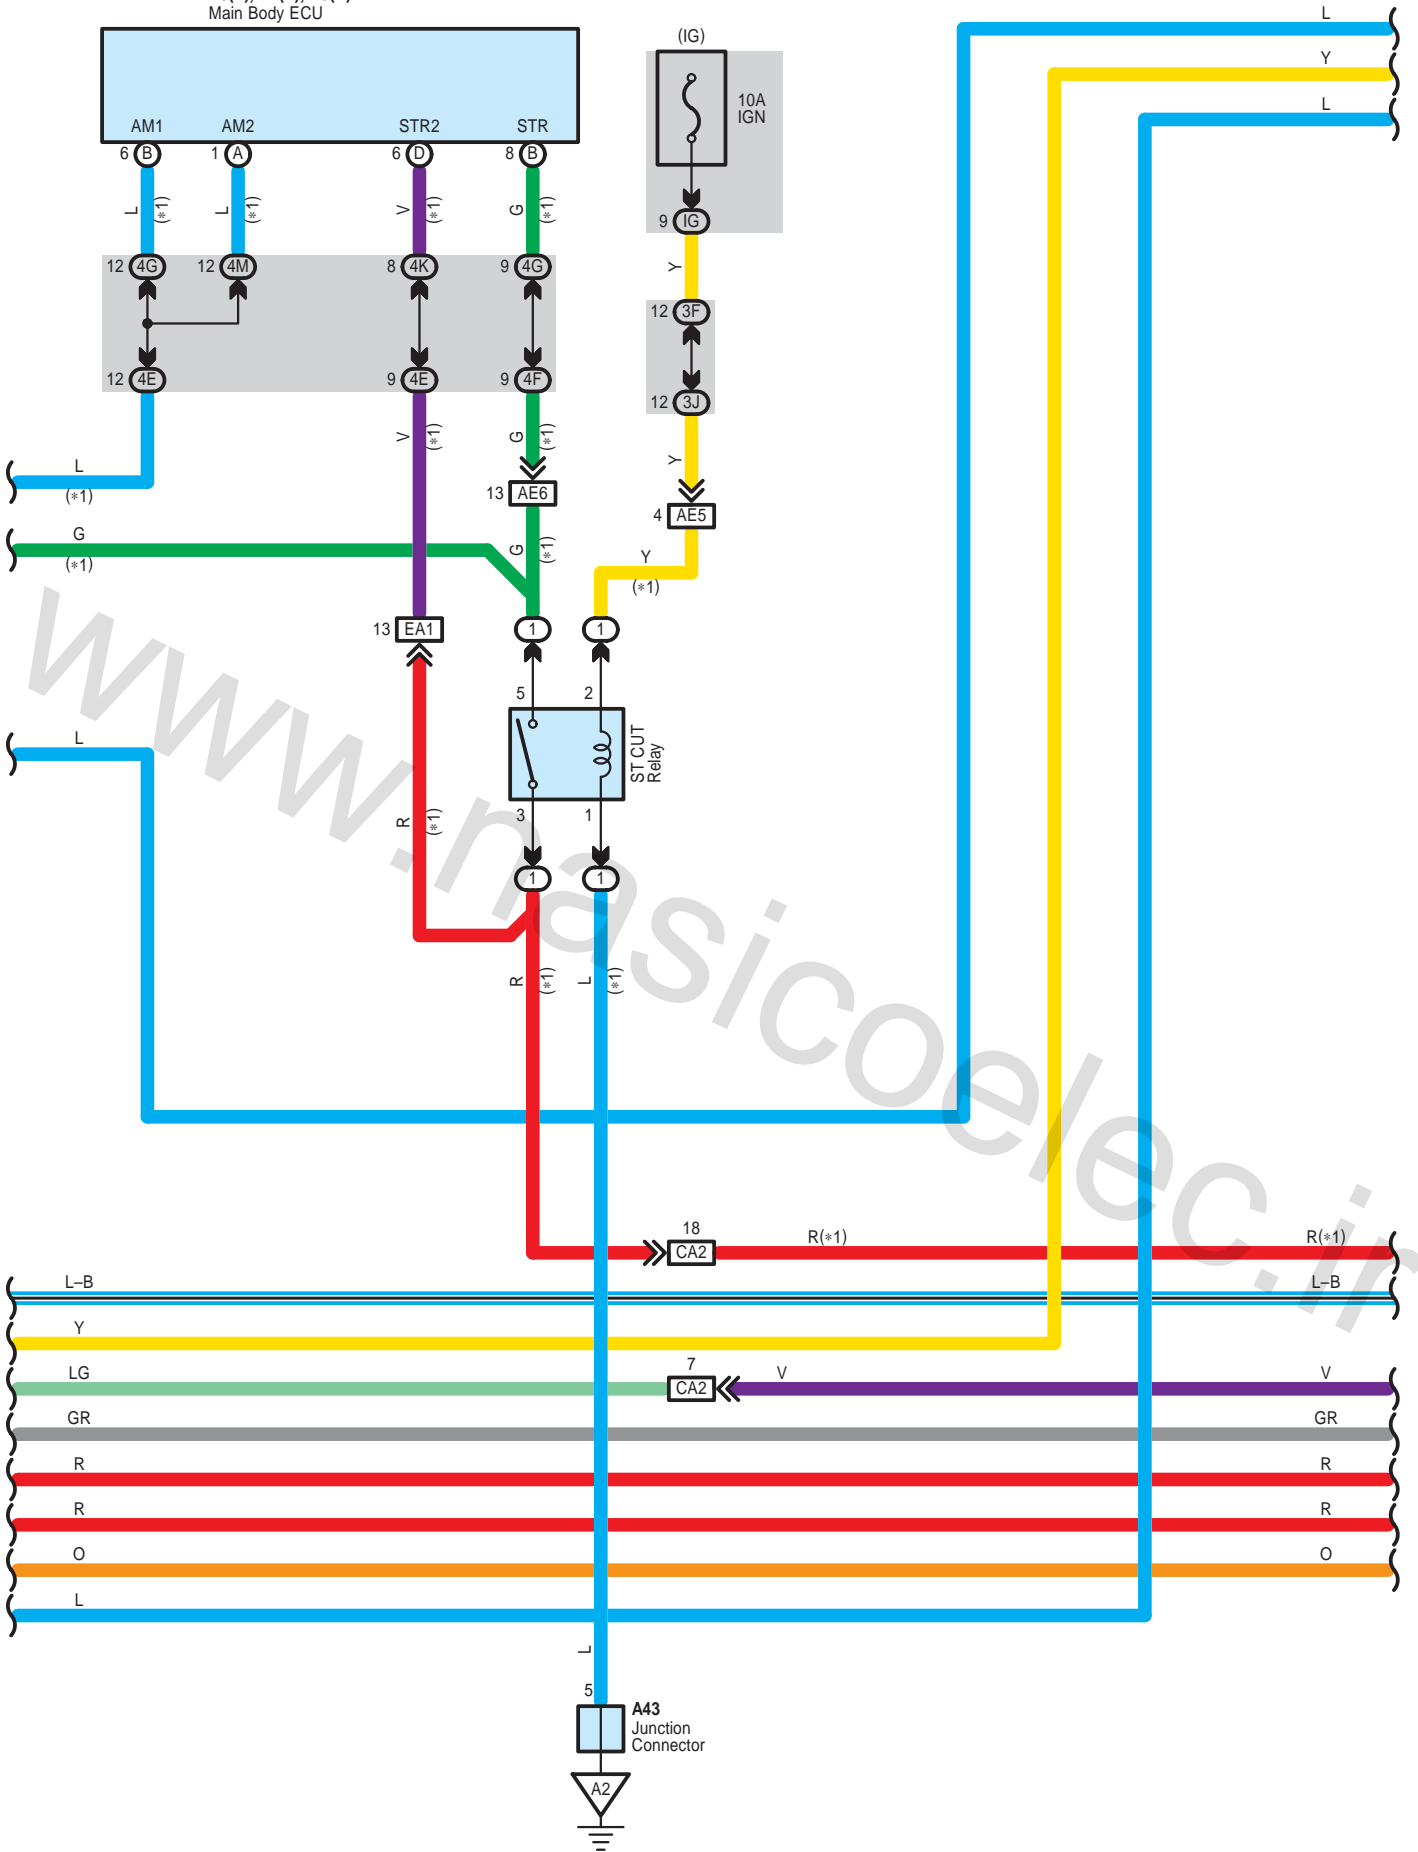 Main Body ECU
(IG)
10A
IGN
AM1 AM2 STR2 STR
6 B 1 A 6 D 8 B
L (*1) L (*1) V (*1) G (*1)
9 IG
12 4G 12 4M 8 4K 9 4G
Y
12 3F
12 4E 9 4E 9 4F
12 3J
V (*1) G (*1) Y
L
(*1)
13 AE6
4 AE5
G
(*1)
G (*1)
Y
(*1)
13 EA1
1 1
5 2
ST CUT
Relay
L
3 1
R (*1)
1 1
R (*1) L (*1)
L
Y
L
18
CA2
R(*1) R(*1)
L–B L–B
Y
LG
7
CA2
V V
GR GR
R R
R R
O O
L
L
5
A43
Junction
Connector
A2
www.nasicoelec.ir